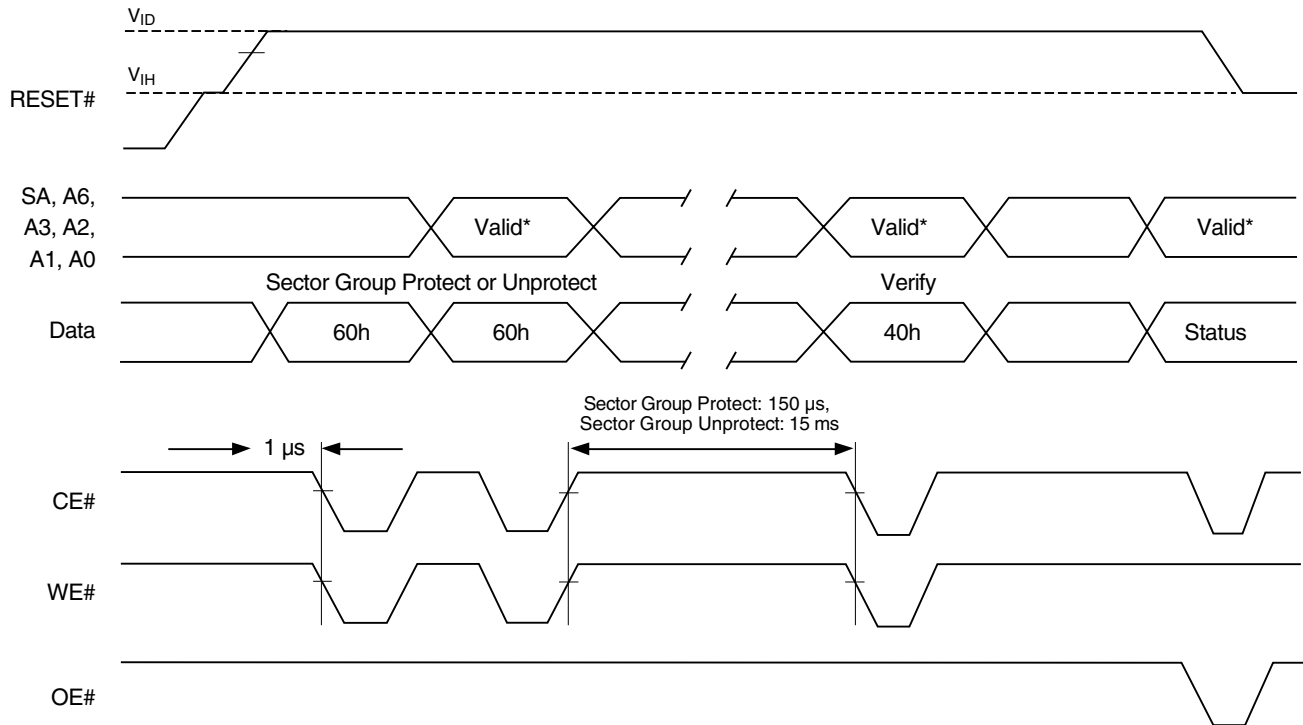 VID
VIH
RESET#
SA, A6,
A3, A2,
A1, A0
Valid*
Valid*
Valid*
Sector Group Protect or Unprotect
Verify
Data
60h
60h
40h
Status
Sector Group Protect: 150 µs,
Sector Group Unprotect: 15 ms
1 µs
CE#
WE#
OE#